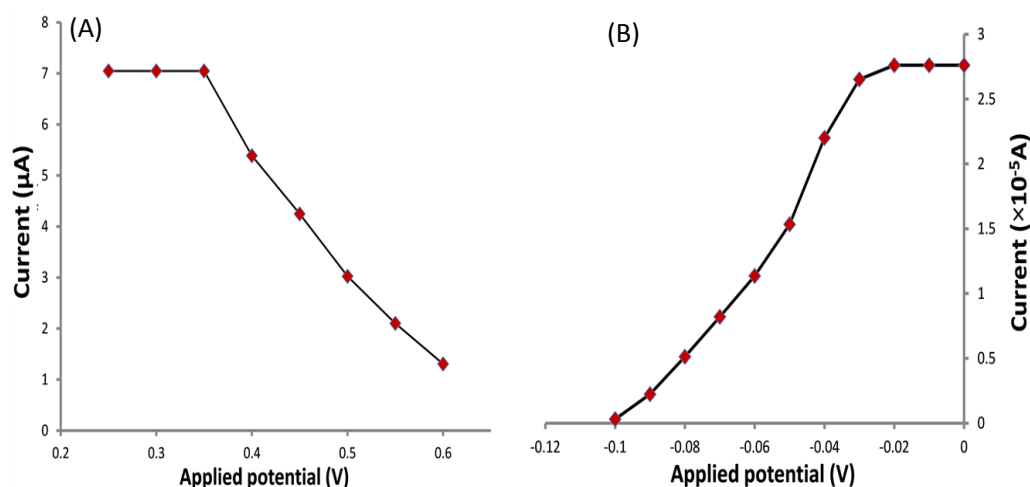 (A)
8
7
6
5
4
3
2
1
0
Current (µA)
0.2 0.3 0.4 0.5 0.6
Applied potential (V)
(B)
3
2.5
2
1.5
1
0.5
0
Current (×10⁻⁵A)
-0.12 -0.1 -0.08 -0.06 -0.04 -0.02 0
Applied potential (V)